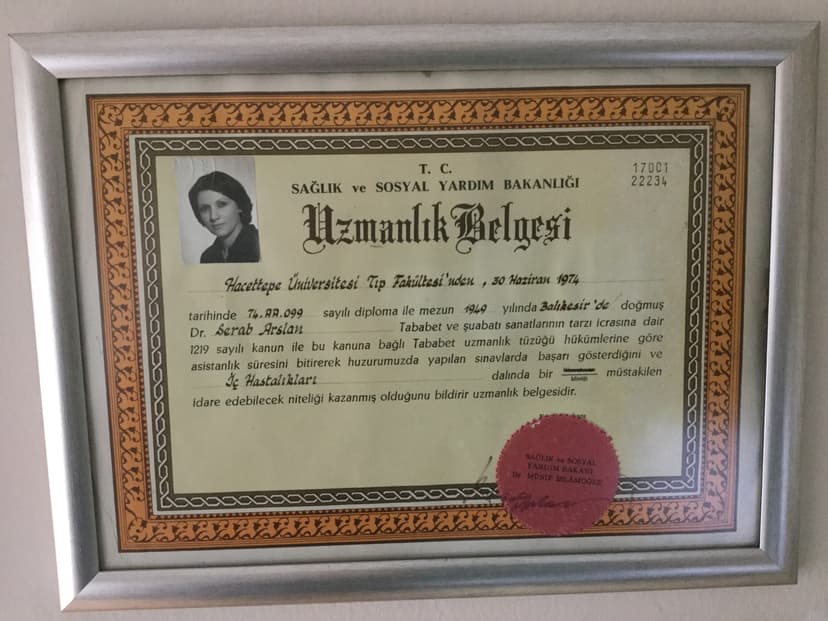 T. C.
SAĞLIK ve SOSYAL YARDIM BAKANLIĞI
17001
22234
Uzmanlık Belgesi
Hacettepe Üniversitesi Tıp Fakültesi'nden , 30 Haziran 1974
tarihinde 74.AA.099 sayılı diploma ile mezun 1949 yılında Balıkesir'de doğmuş
Dr. Serab Arslan Tababet ve şuabatı sanatlarının tarzı icrasına dair
1219 sayılı kanun ile bu kanuna bağlı Tababet uzmanlık tüzüğü hükümlerine göre
asistanlık süresini bitirerek huzurumuzda yapılan sınavlarda başarı gösterdiğini ve
İç Hastalıkları dalında bir müstakilen
idare edebilecek niteliği kazanmış olduğunu bildirir uzmanlık belgesidir.
SAĞLIK ve SOSYAL
YARDIM BAKANI
Dr.